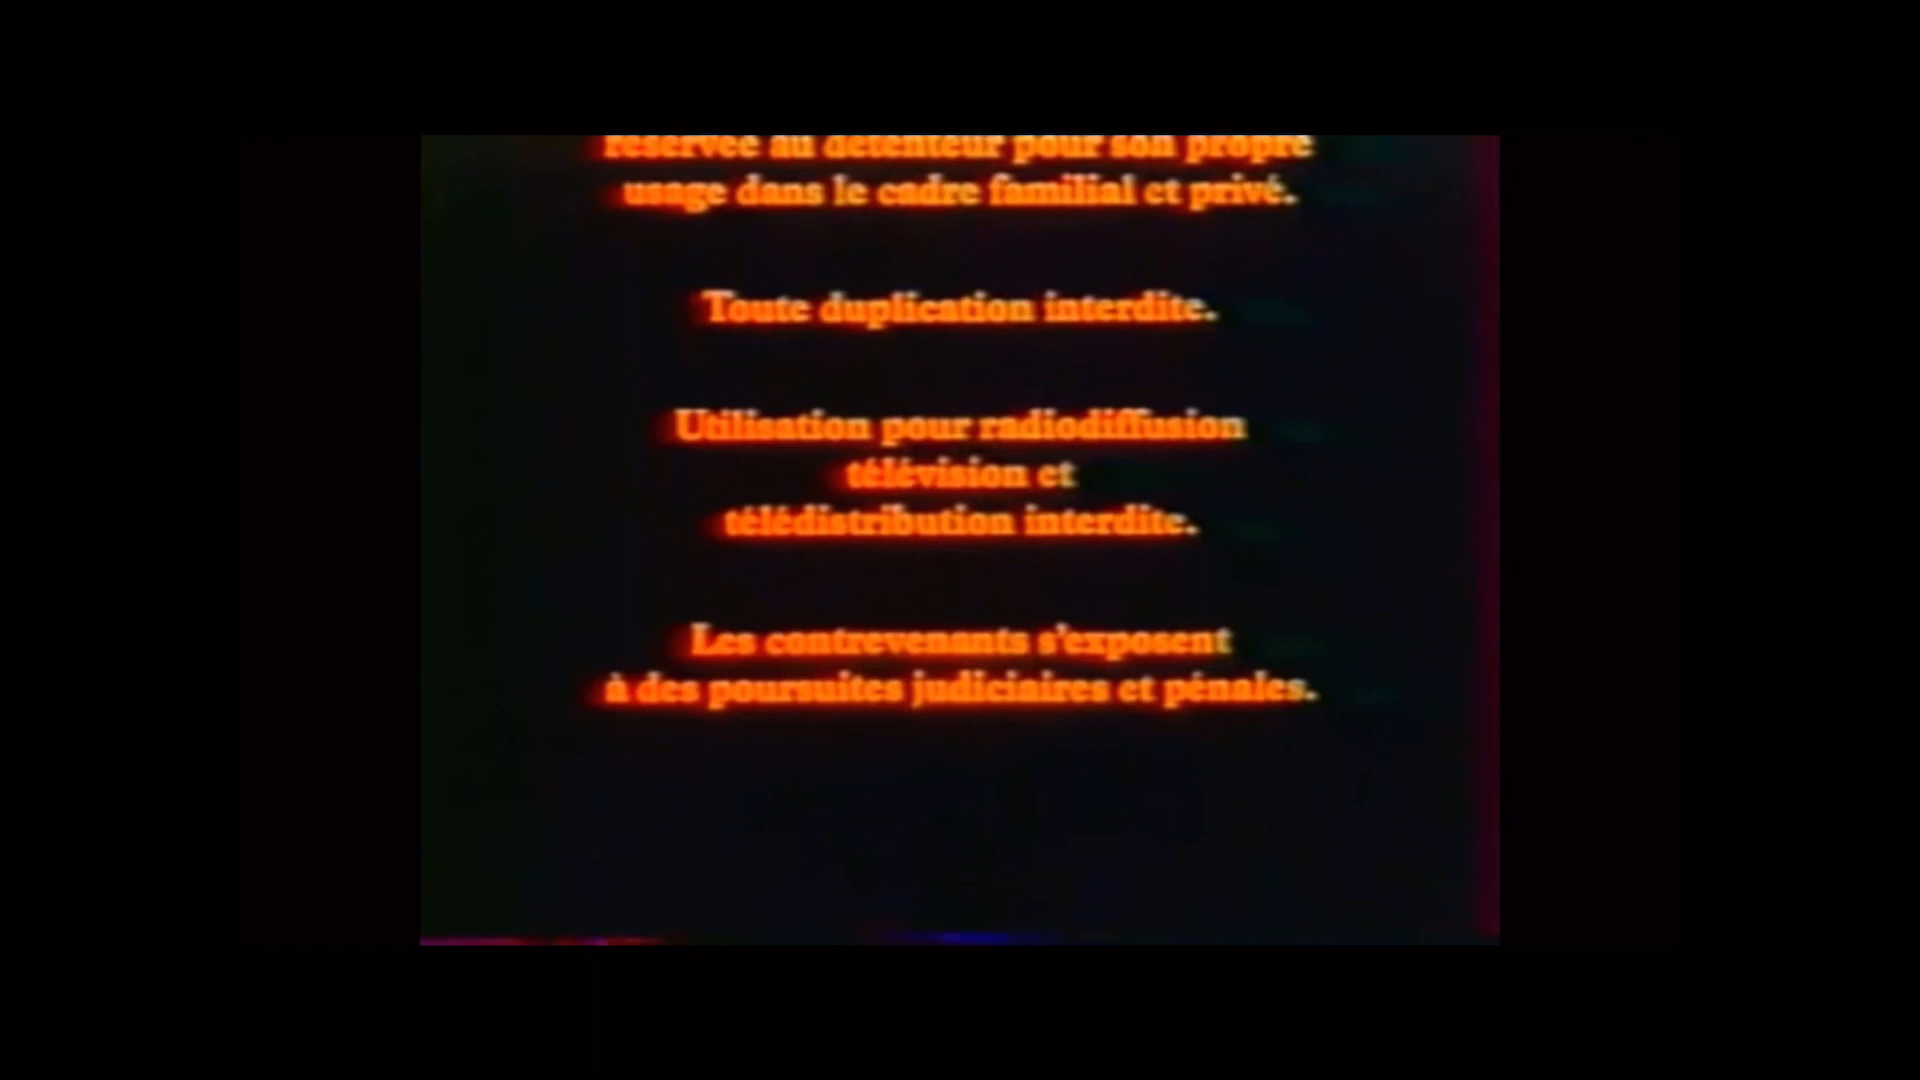 réservée au détenteur pour son propre
usage dans le cadre familial et privé.
Toute duplication interdite.
Utilisation pour radiodiffusion
télévision et
télédistribution interdite.
Les contrevenants s'exposent
à des poursuites judiciaires et pénales.